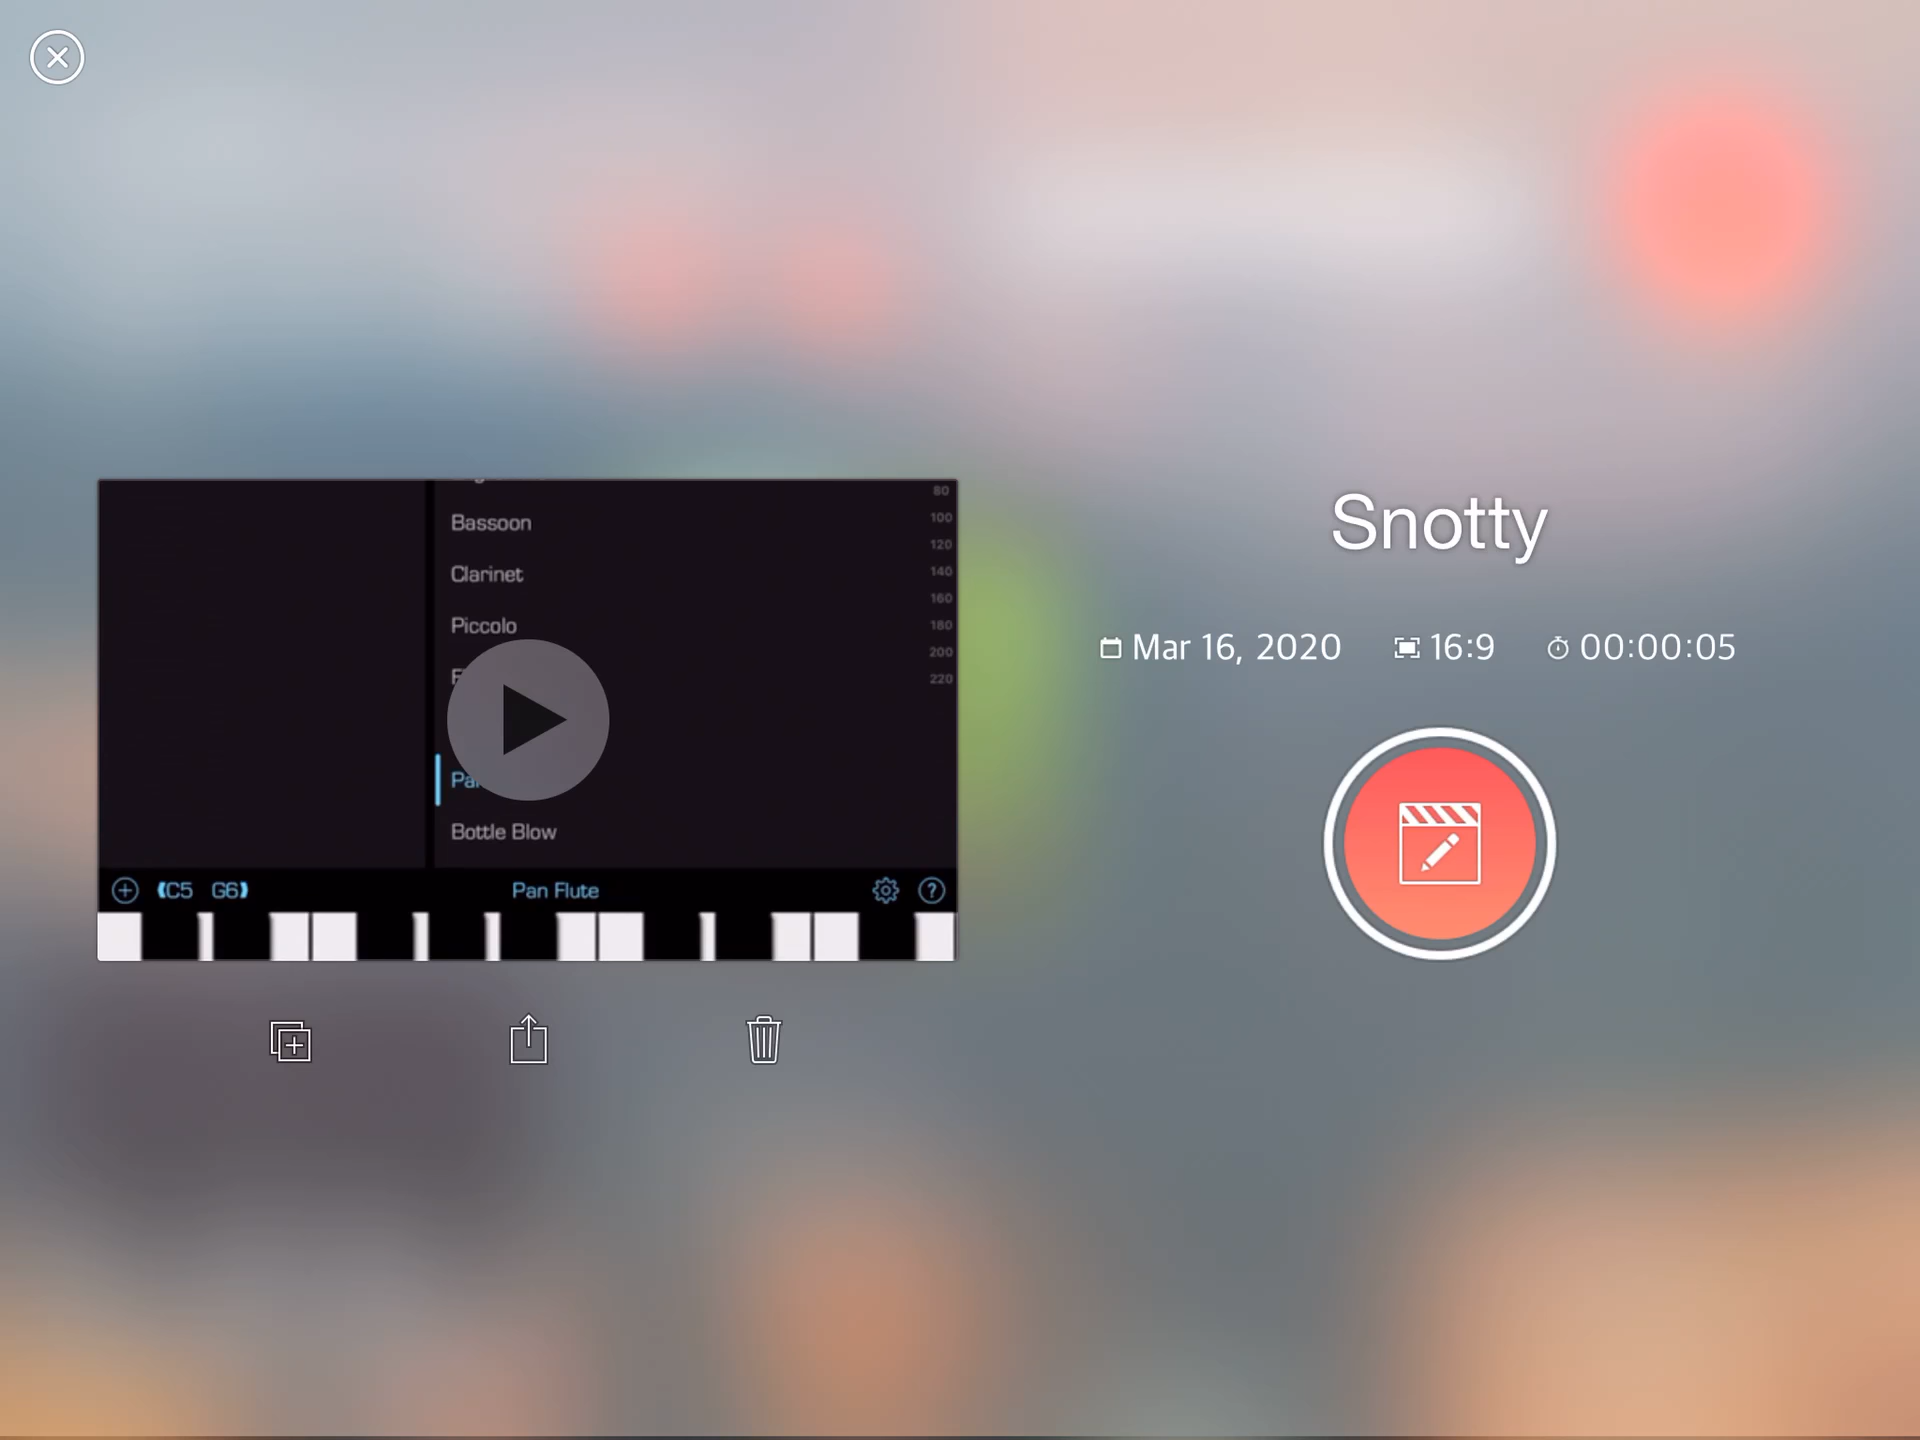 80
Bassoon
100
120
Clarinet
140
160
Piccolo
180
200
220
Bottle Blow
C5 G6 Pan Flute ?
Snotty
Mar 16, 2020 16:9 00:00:05